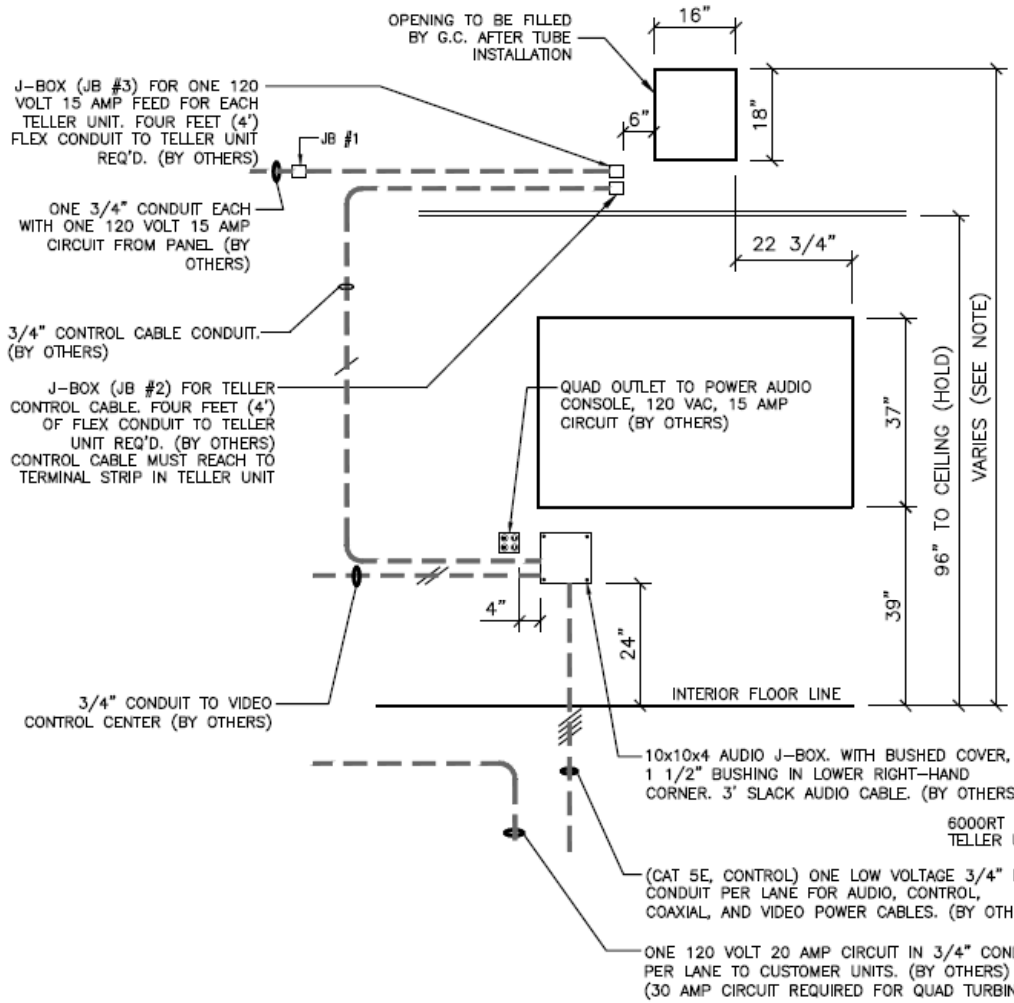 OPENING TO BE FILLED
BY G.C. AFTER TUBE
INSTALLATION
16"
18"
6"
J-BOX (JB #3) FOR ONE 120
VOLT 15 AMP FEED FOR EACH
TELLER UNIT. FOUR FEET (4')
FLEX CONDUIT TO TELLER UNIT
REQ'D. (BY OTHERS)
JB #1
ONE 3/4" CONDUIT EACH
WITH ONE 120 VOLT 15 AMP
CIRCUIT FROM PANEL (BY
OTHERS)
22 3/4"
3/4" CONTROL CABLE CONDUIT.
(BY OTHERS)
J-BOX (JB #2) FOR TELLER
CONTROL CABLE. FOUR FEET (4')
OF FLEX CONDUIT TO TELLER
UNIT REQ'D. (BY OTHERS)
CONTROL CABLE MUST REACH TO
TERMINAL STRIP IN TELLER UNIT
QUAD OUTLET TO POWER AUDIO
CONSOLE, 120 VAC, 15 AMP
CIRCUIT (BY OTHERS)
37"
96" TO CEILING (HOLD)
VARIES (SEE NOTE)
39"
4"
24"
INTERIOR FLOOR LINE
3/4" CONDUIT TO VIDEO
CONTROL CENTER (BY OTHERS)
10x10x4 AUDIO J-BOX. WITH BUSHED COVER,
1 1/2" BUSHING IN LOWER RIGHT-HAND
CORNER. 3' SLACK AUDIO CABLE. (BY OTHERS
6000RT
TELLER
(CAT 5E, CONTROL) ONE LOW VOLTAGE 3/4"
CONDUIT PER LANE FOR AUDIO, CONTROL,
COAXIAL, AND VIDEO POWER CABLES. (BY OTH
ONE 120 VOLT 20 AMP CIRCUIT IN 3/4" CON
PER LANE TO CUSTOMER UNITS. (BY OTHERS)
(30 AMP CIRCUIT REQUIRED FOR QUAD TURBIN